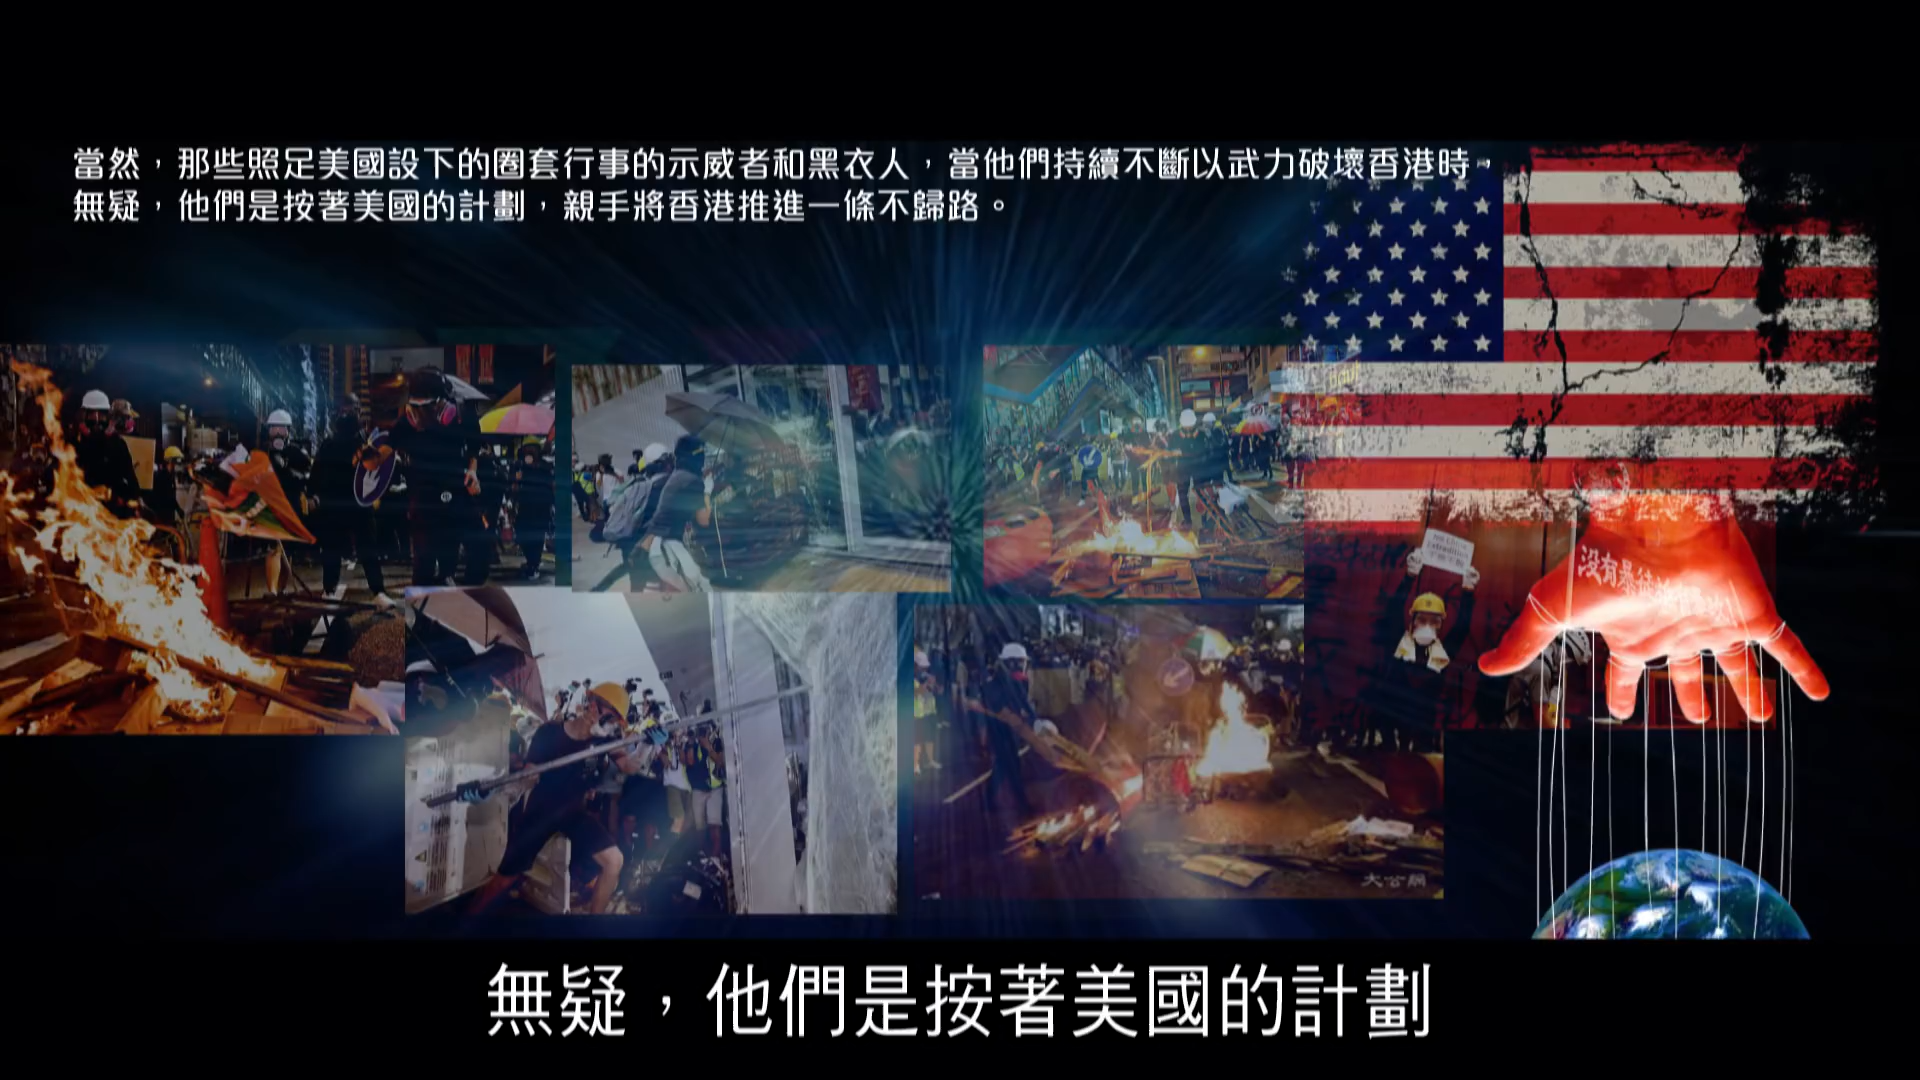 當然，那些照足美國設下的圈套行事的示威者和黑衣人，當他們持續不斷以武力破壞香港時，
無疑，他們是按著美國的計劃，親手將香港推進一條不歸路。
没有暴徒
大公網
無疑，他們是按著美國的計劃